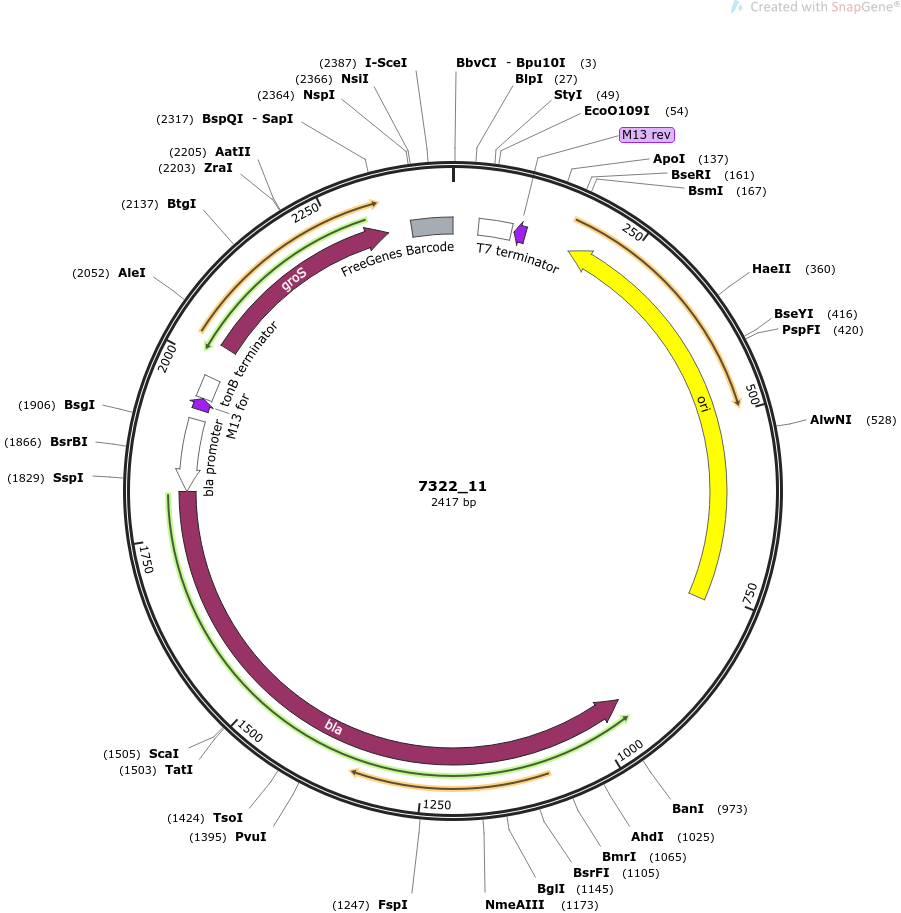 Created with SnapGene®
(2387) I-SceI
BbvCI - Bpu10I (3)
(2366) NsiI
BlpI (27)
(2364) NspI
StyI (49)
EcoO109I (54)
(2317) BspQI - SapI
M13 rev
(2205) AatII
ApoI (137)
(2203) ZraI
BseRI (161)
BsmI (167)
(2137) BtgI
2250
250
T7 terminator
FreeGenes Barcode
(2052) AleI
HaeII (360)
groS
BseYI (416)
PspFI (420)
2000
tonB terminator
500
(1906) BsgI
M13 for
ori
AlwNI (528)
(1866) BsrBI
bla promoter
(1829) SspI
7322_11
2417 bp
1750
750
bla
1500
1000
(1505) ScaI
(1503) TatI
1250
BanI (973)
(1424) TsoI
(1395) PvuI
AhdI (1025)
BmrI (1065)
BsrFI (1105)
BglI (1145)
(1247) FspI
NmeAIII (1173)